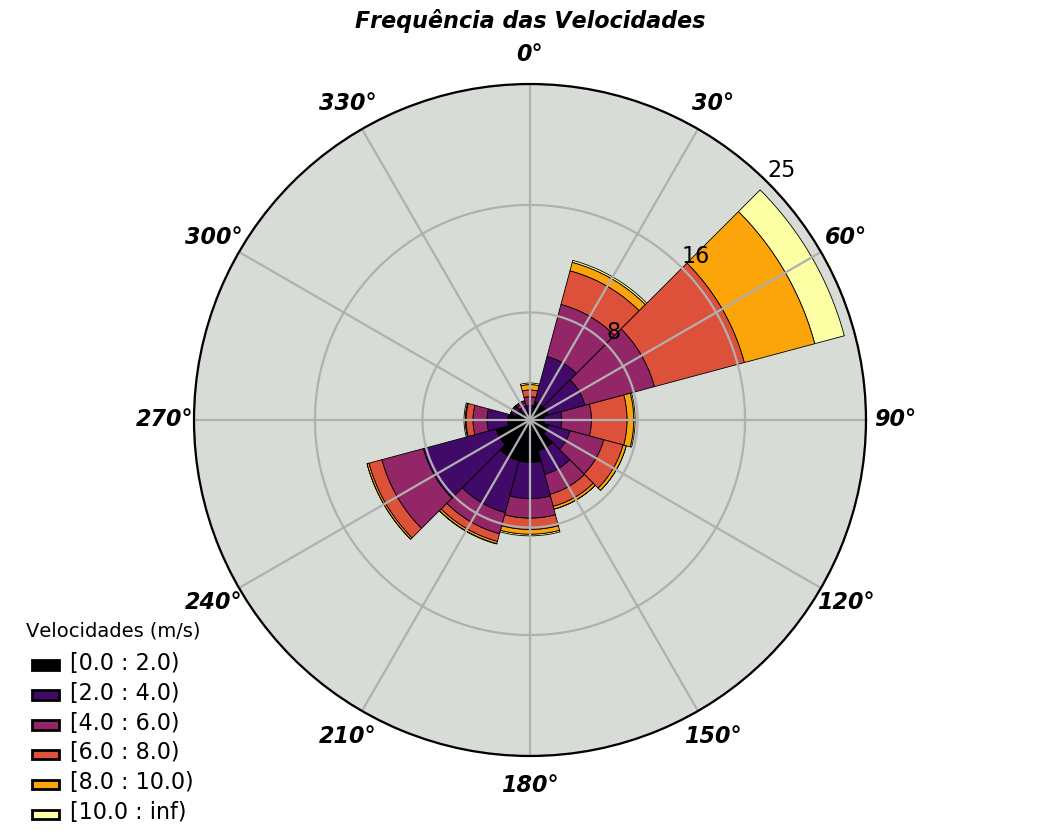 Frequência das Velocidades
0°
330°
30°
25
300°
60°
16
8
270°
90°
240°
120°
210°
150°
180°
Velocidades (m/s)
[0.0 : 2.0)
[2.0 : 4.0)
[4.0 : 6.0)
[6.0 : 8.0)
[8.0 : 10.0)
[10.0 : inf)